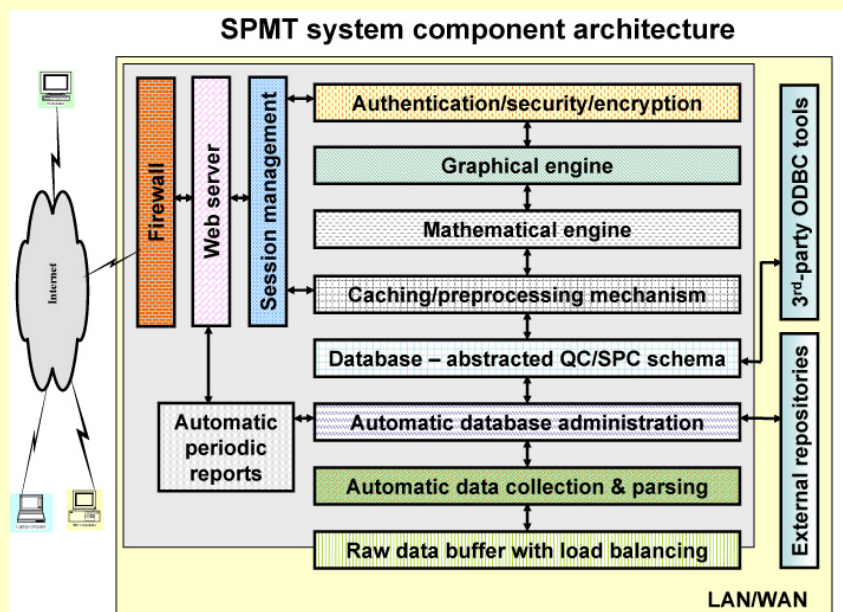 SPMT system component architecture
Internet
Firewall
Web server
Session management
Authentication/security/encryption
Graphical engine
Mathematical engine
Caching/preprocessing mechanism
Database – abstracted QC/SPC schema
Automatic database administration
Automatic data collection & parsing
Raw data buffer with load balancing
Automatic
periodic
reports
3rd-party ODBC tools
External repositories
LAN/WAN